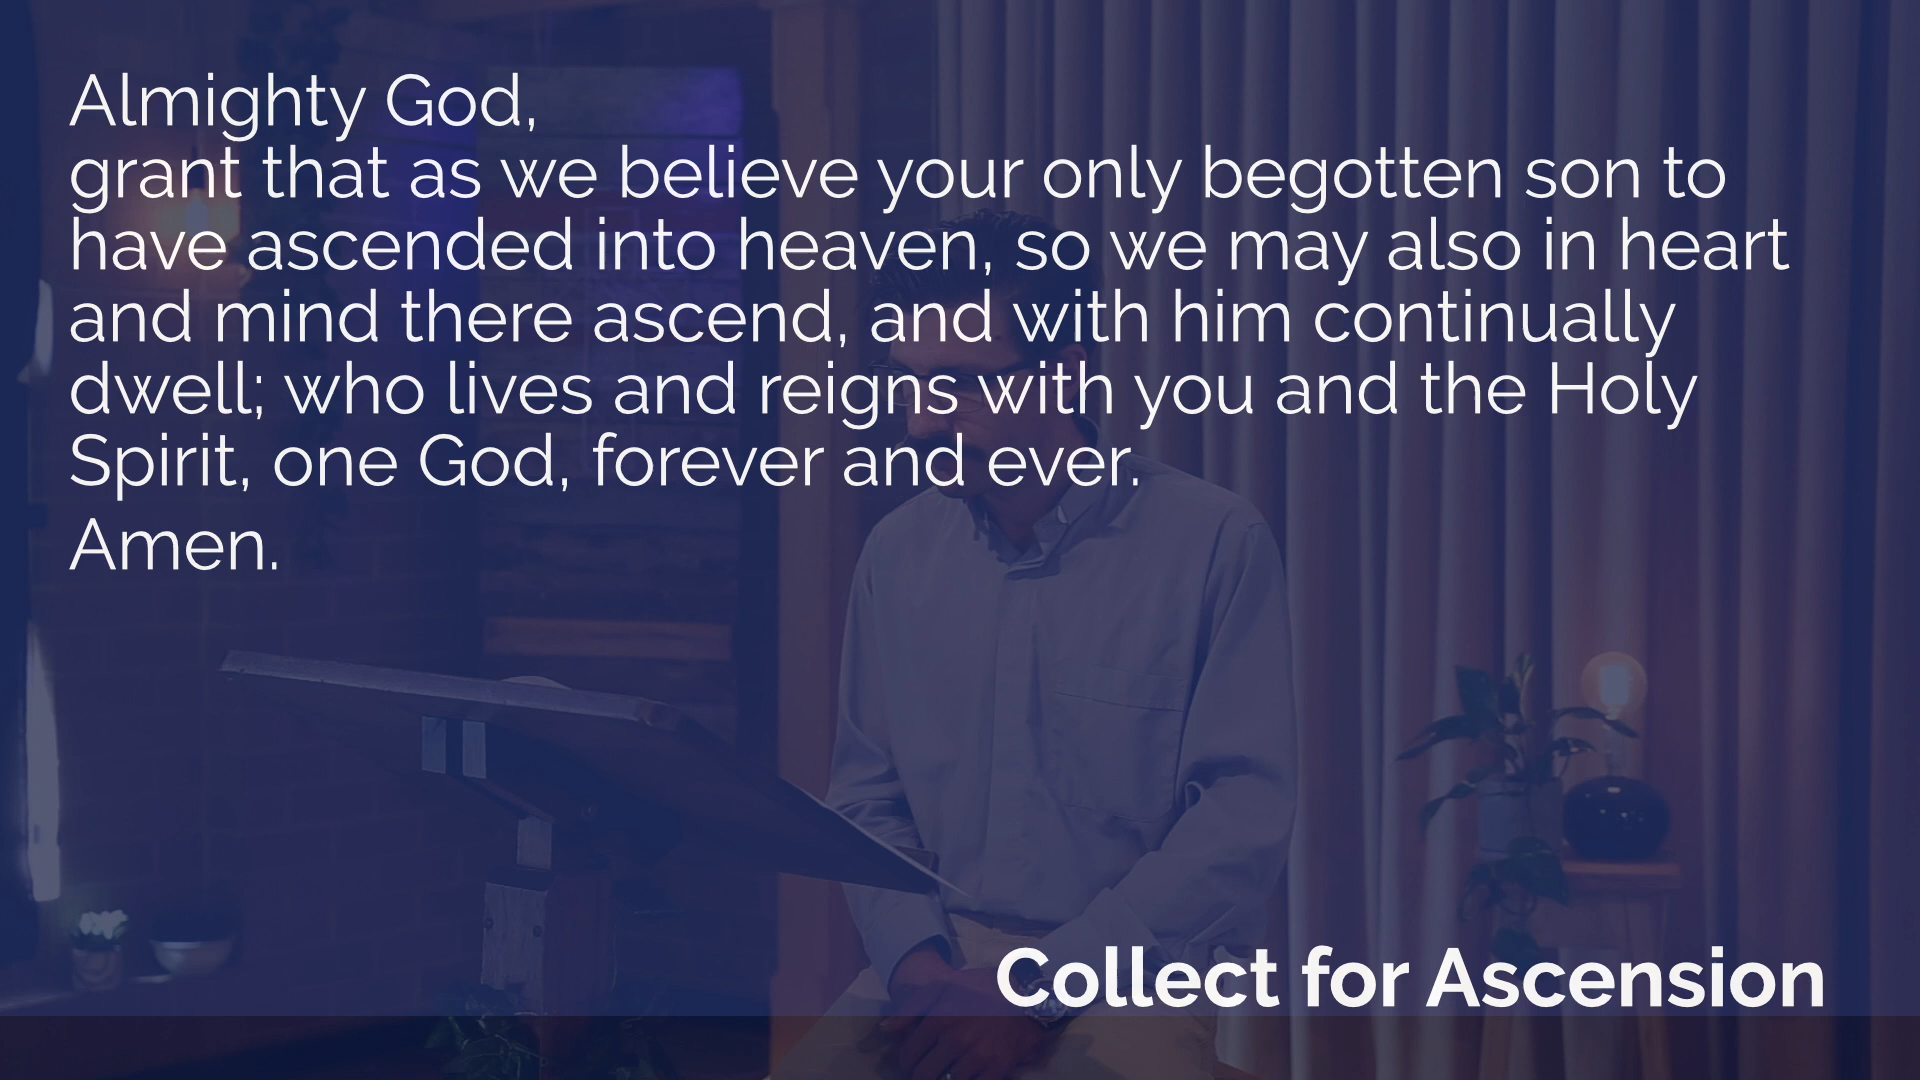 Almighty God,
grant that as we believe your only begotten son to
have ascended into heaven, so we may also in heart
and mind there ascend, and with him continually
dwell; who lives and reigns with you and the Holy
Spirit, one God, forever and ever.
Amen.
Collect for Ascension